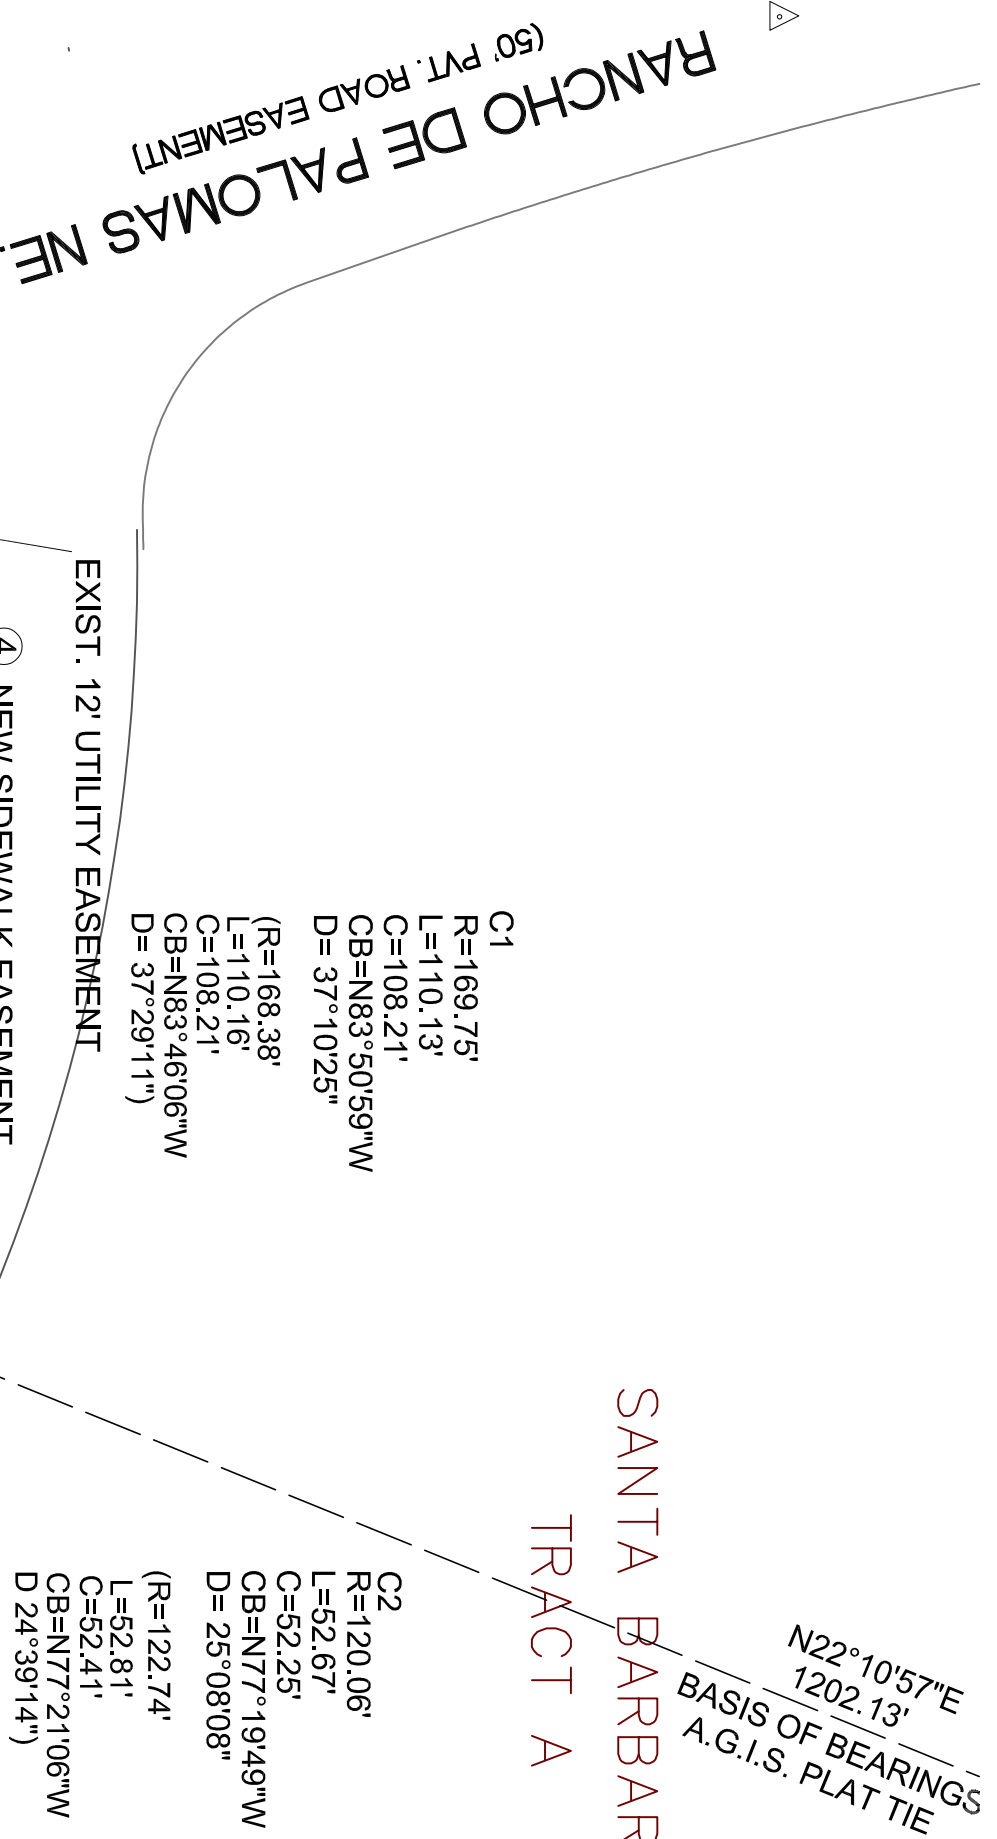 RANCHO DE PALOMAS NE.
(50' PVT. ROAD EASEMENT)
EXIST. 12' UTILITY EASEMENT
4 NEW SIDEWALK EASEMENT
C1
R=169.75'
L=110.13'
C=108.21'
CB=N83°50'59"W
D= 37°10'25"
(R=168.38'
L=110.16'
C=108.21'
CB=N83°46'06"W
D= 37°29'11")
SANTA BARBAR
TRACT A
N22°10'57"E
1202.13'
BASIS OF BEARINGS
A.G.I.S. PLAT TIE
C2
R=120.06'
L=52.67'
C=52.25'
CB=N77°19'49"W
D= 25°08'08"
(R=122.74'
L=52.81'
C=52.41'
CB=N77°21'06"W
D 24°39'14")